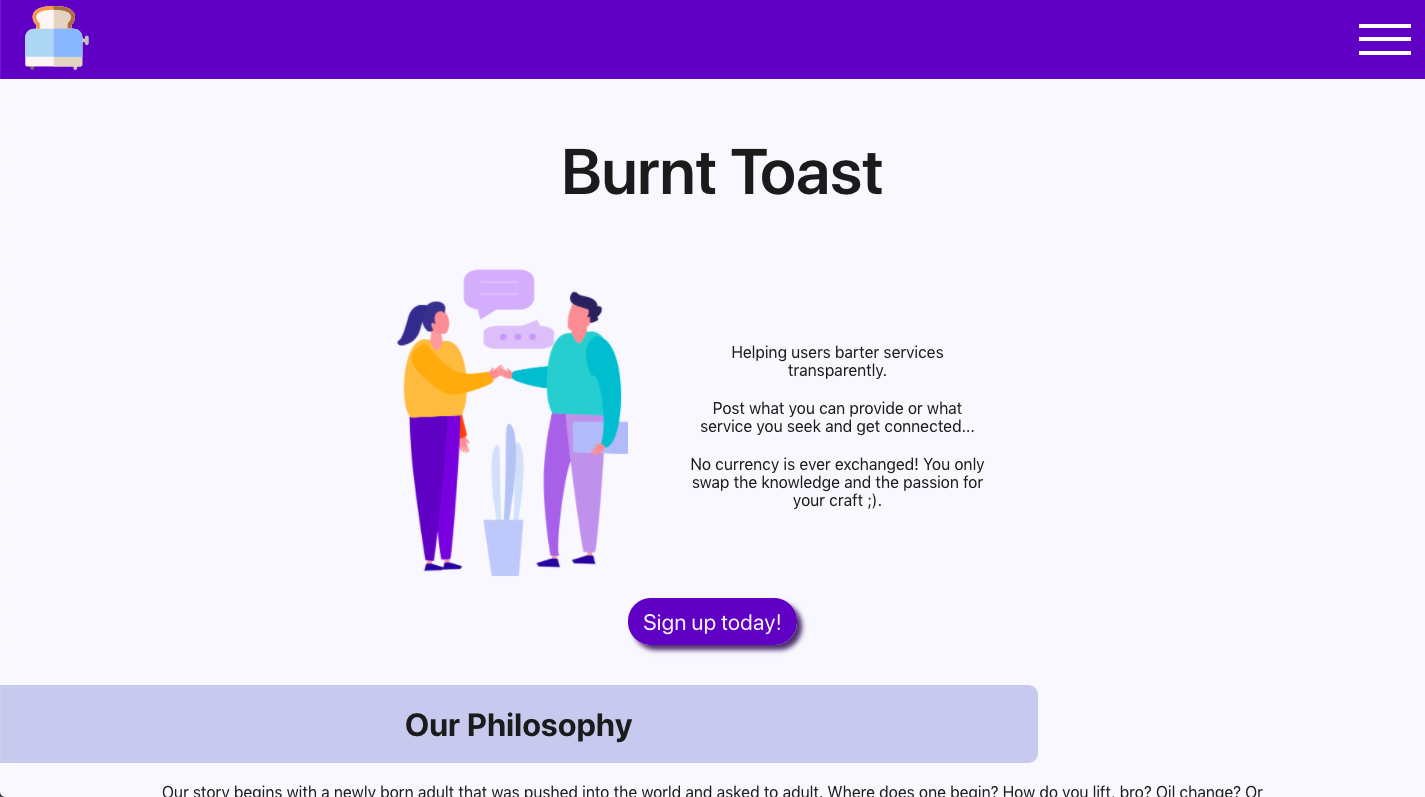 Burnt Toast
Helping users barter services
transparently.
Post what you can provide or what
service you seek and get connected...
No currency is ever exchanged! You only
swap the knowledge and the passion for
your craft ;).
Sign up today!
Our Philosophy
Our story begins with a newly born adult that was pushed into the world and asked to adult. Where does one begin? How do you lift, bro? Oil change? Or